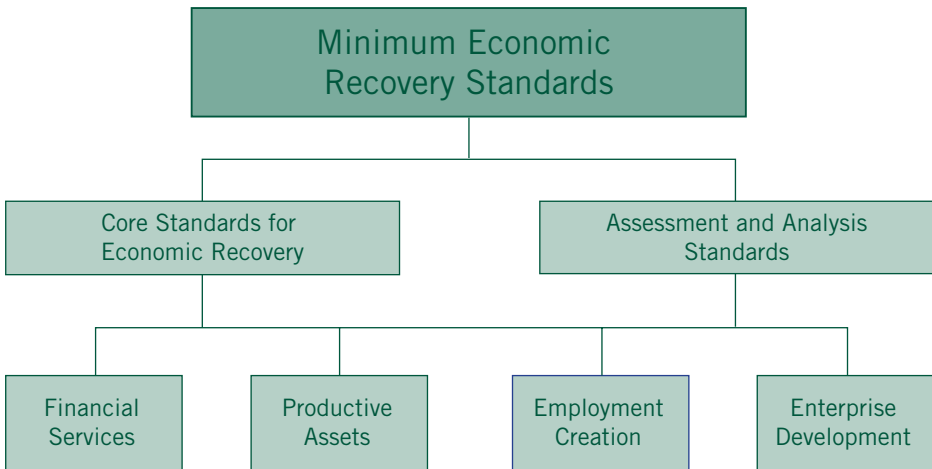 Minimum Economic
Recovery Standards
Core Standards for
Economic Recovery
Assessment and Analysis
Standards
Financial
Services
Productive
Assets
Employment
Creation
Enterprise
Development